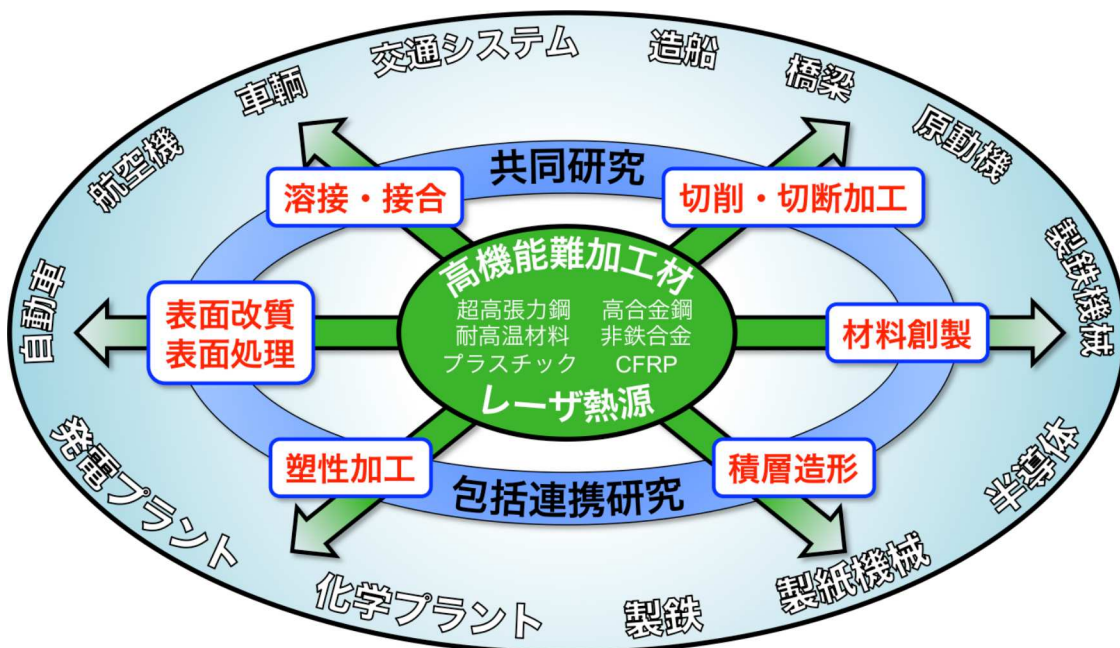 交通システム
造船
車輌
橋梁
航空機
原動機
共同研究
溶接・接合
切削・切断加工
製鉄機械
自動車
高機能難加工材
超高張力鋼 高合金鋼
耐高温材料 非鉄合金
プラスチック CFRP
レーザ熱源
表面改質
表面処理
材料創製
塑性加工
積層造形
包括連携研究
発電プラント
半導体
化学プラント
製鉄
製紙機械